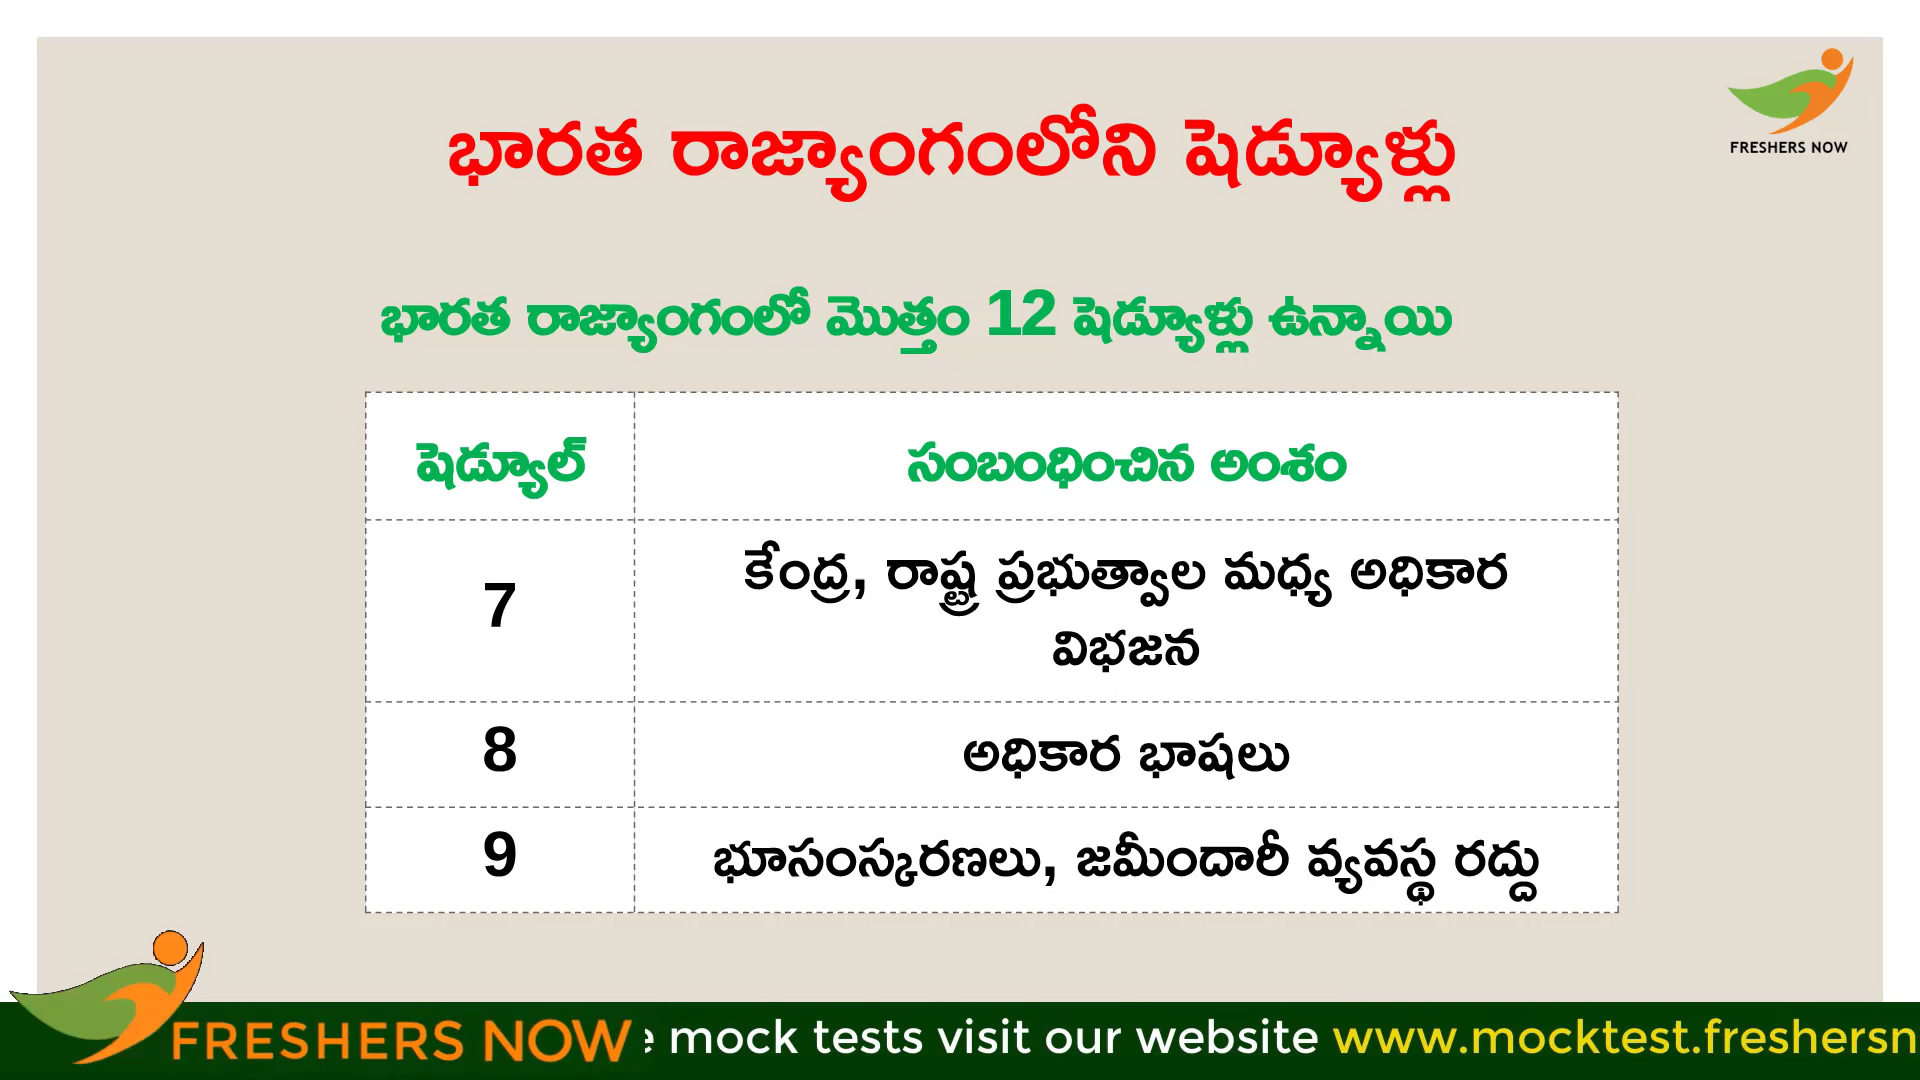 FRESHERS NOW
భారత రాజ్యాంగంలోని షెడ్యూళ్లు
భారత రాజ్యాంగంలో మొత్తం 12 షెడ్యూళ్లు ఉన్నాయి
షెడ్యూల్ సంబంధించిన అంశం
7 కేంద్ర, రాష్ట్ర ప్రభుత్వాల మధ్య అధికార
విభజన
8 అధికార భాషలు
9 భూసంస్కరణలు, జమీందారీ వ్యవస్థ రద్దు
FRESHERS NOW mock tests visit our website www.mocktest.freshersn